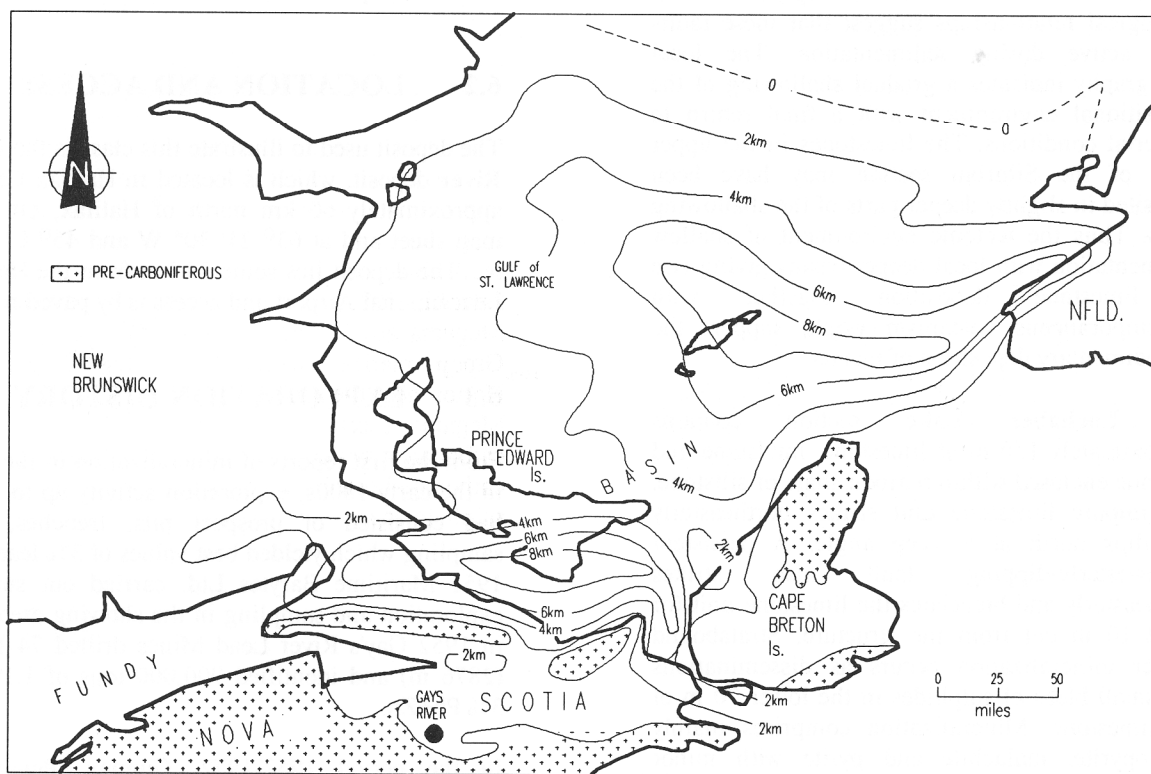 0
0
2km
N
4km
GULF of
ST. LAWRENCE
PRE-CARBONIFEROUS
6km
NFLD.
8km
NEW
BRUNSWICK
6km
PRINCE
EDWARD
Is.
BASIN
4km
2km
4km
6km
8km
2km
CAPE
BRETON
Is.
6km
4km
2km
FUNDY
SCOTIA
GAYS
RIVER
NOVA
0 25 50
miles
2km
2km